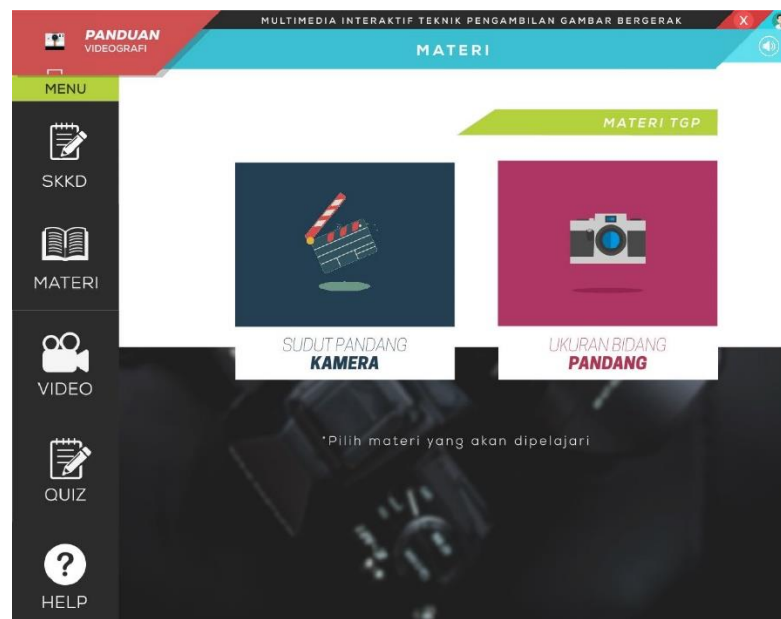 PANDUAN
VIDEOGRAFI
MULTIMEDIA INTERAKTIF TEKNIK PENGAMBILAN GAMBAR BERGERAK
X
MATERI
MENU
SKKD
MATERI
VIDEO
QUIZ
HELP
MATERI TGP
SUDUT PANDANG
KAMERA
UKURAN BIDANG
PANDANG
*Pilih materi yang akan dipelajari